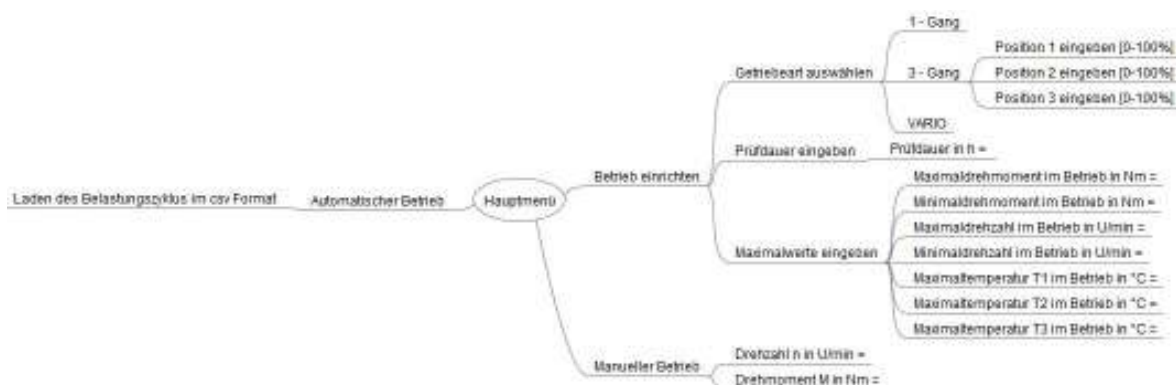 Hauptmenü
Automatischer Betrieb
Laden des Belastungszyklus im csv Format
Betrieb einrichten
Getriebeart auswählen
1 - Gang
3 - Gang
Position 1 eingeben [0-100%]
Position 2 eingeben [0-100%]
Position 3 eingeben [0-100%]
VARIO
Prüfdauer eingeben
Prüfdauer in h =
Maximalwerte eingeben
Maximaldrehmoment im Betrieb in Nm =
Minimaldrehmoment im Betrieb in Nm =
Maximaldrehzahl im Betrieb in U/min =
Minimaldrehzahl im Betrieb in U/min =
Maximaltemperatur T1 im Betrieb in °C =
Maximaltemperatur T2 im Betrieb in °C =
Maximaltemperatur T3 im Betrieb in °C =
Manueller Betrieb
Drehzahl n in U/min =
Drehmoment M in Nm =